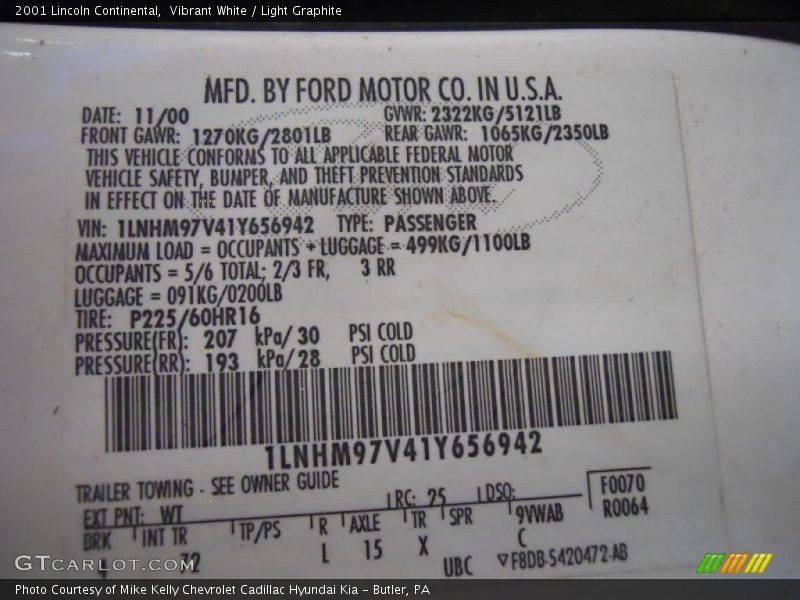 2001 Lincoln Continental,  Vibrant White / Light Graphite
MFD. BY FORD MOTOR CO. IN U.S.A.
DATE: 11/00 GVWR: 2322KG/5121LB
FRONT GAWR: 1270KG/2801LB REAR GAWR: 1065KG/2350LB
THIS VEHICLE CONFORMS TO ALL APPLICABLE FEDERAL MOTOR
VEHICLE SAFETY, BUMPER, AND THEFT PREVENTION STANDARDS
IN EFFECT ON THE DATE OF MANUFACTURE SHOWN ABOVE.
VIN: 1LNHM97V41Y656942 TYPE: PASSENGER
MAXIMUM LOAD = OCCUPANTS + LUGGAGE = 499KG/1100LB
OCCUPANTS = 5/6 TOTAL; 2/3 FR, 3 RR
LUGGAGE = 091KG/0200LB
TIRE: P225/60HR16
PRESSURE(FR): 207 kPa/ 30 PSI COLD
PRESSURE(RR): 193 kPa/ 28 PSI COLD
1LNHM97V41Y656942
TRAILER TOWING - SEE OWNER GUIDE
EXT PNT: WT RC: 25 DSO: F0070
BRK INT TR TP/PS R AXLE TR SPR 9VWAB R0064
72 L 15 X C
UBC ▽F8DB-5420472-AB
GTCARLOT.COM
Photo Courtesy of Mike Kelly Chevrolet Cadillac Hyundai Kia – Butler, PA